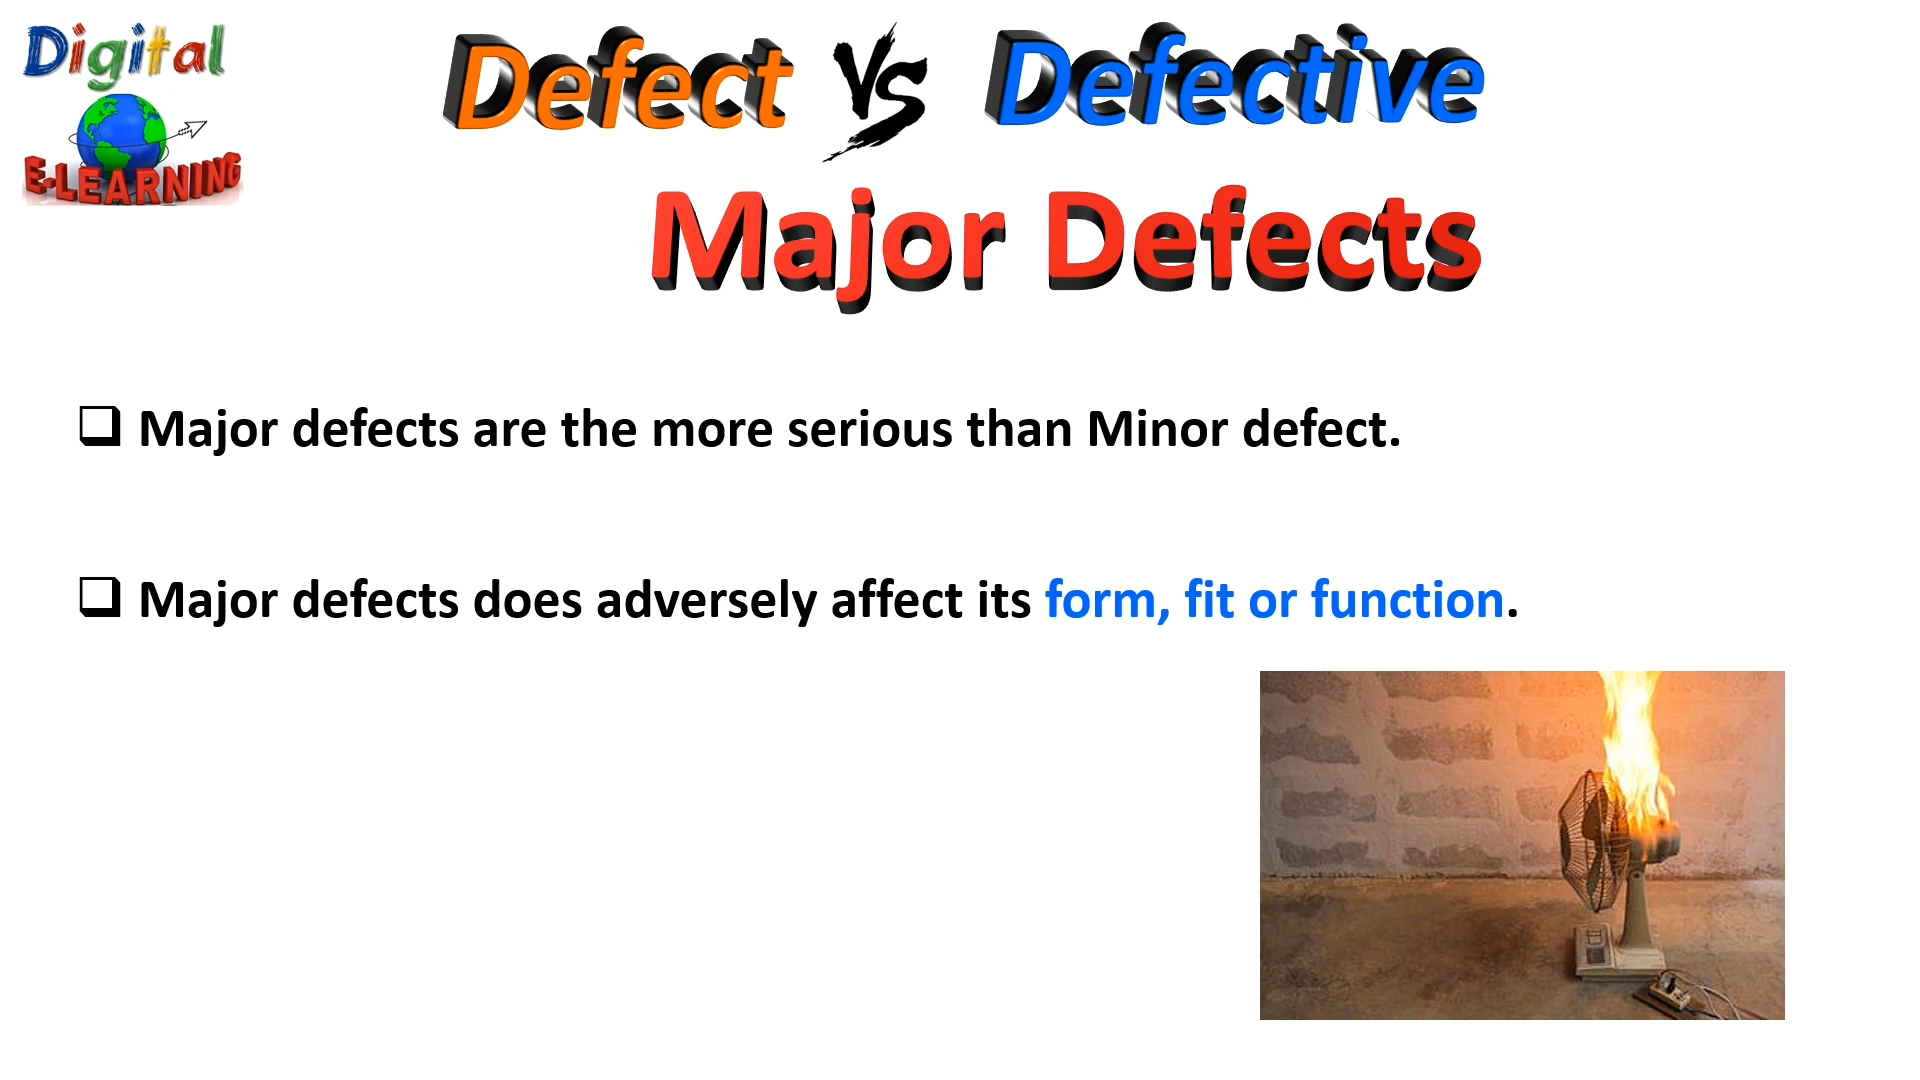 Digital
E-LEARNING
Defect VS Defective
Major Defects
Major defects are the more serious than Minor defect.
Major defects does adversely affect its form, fit or function.